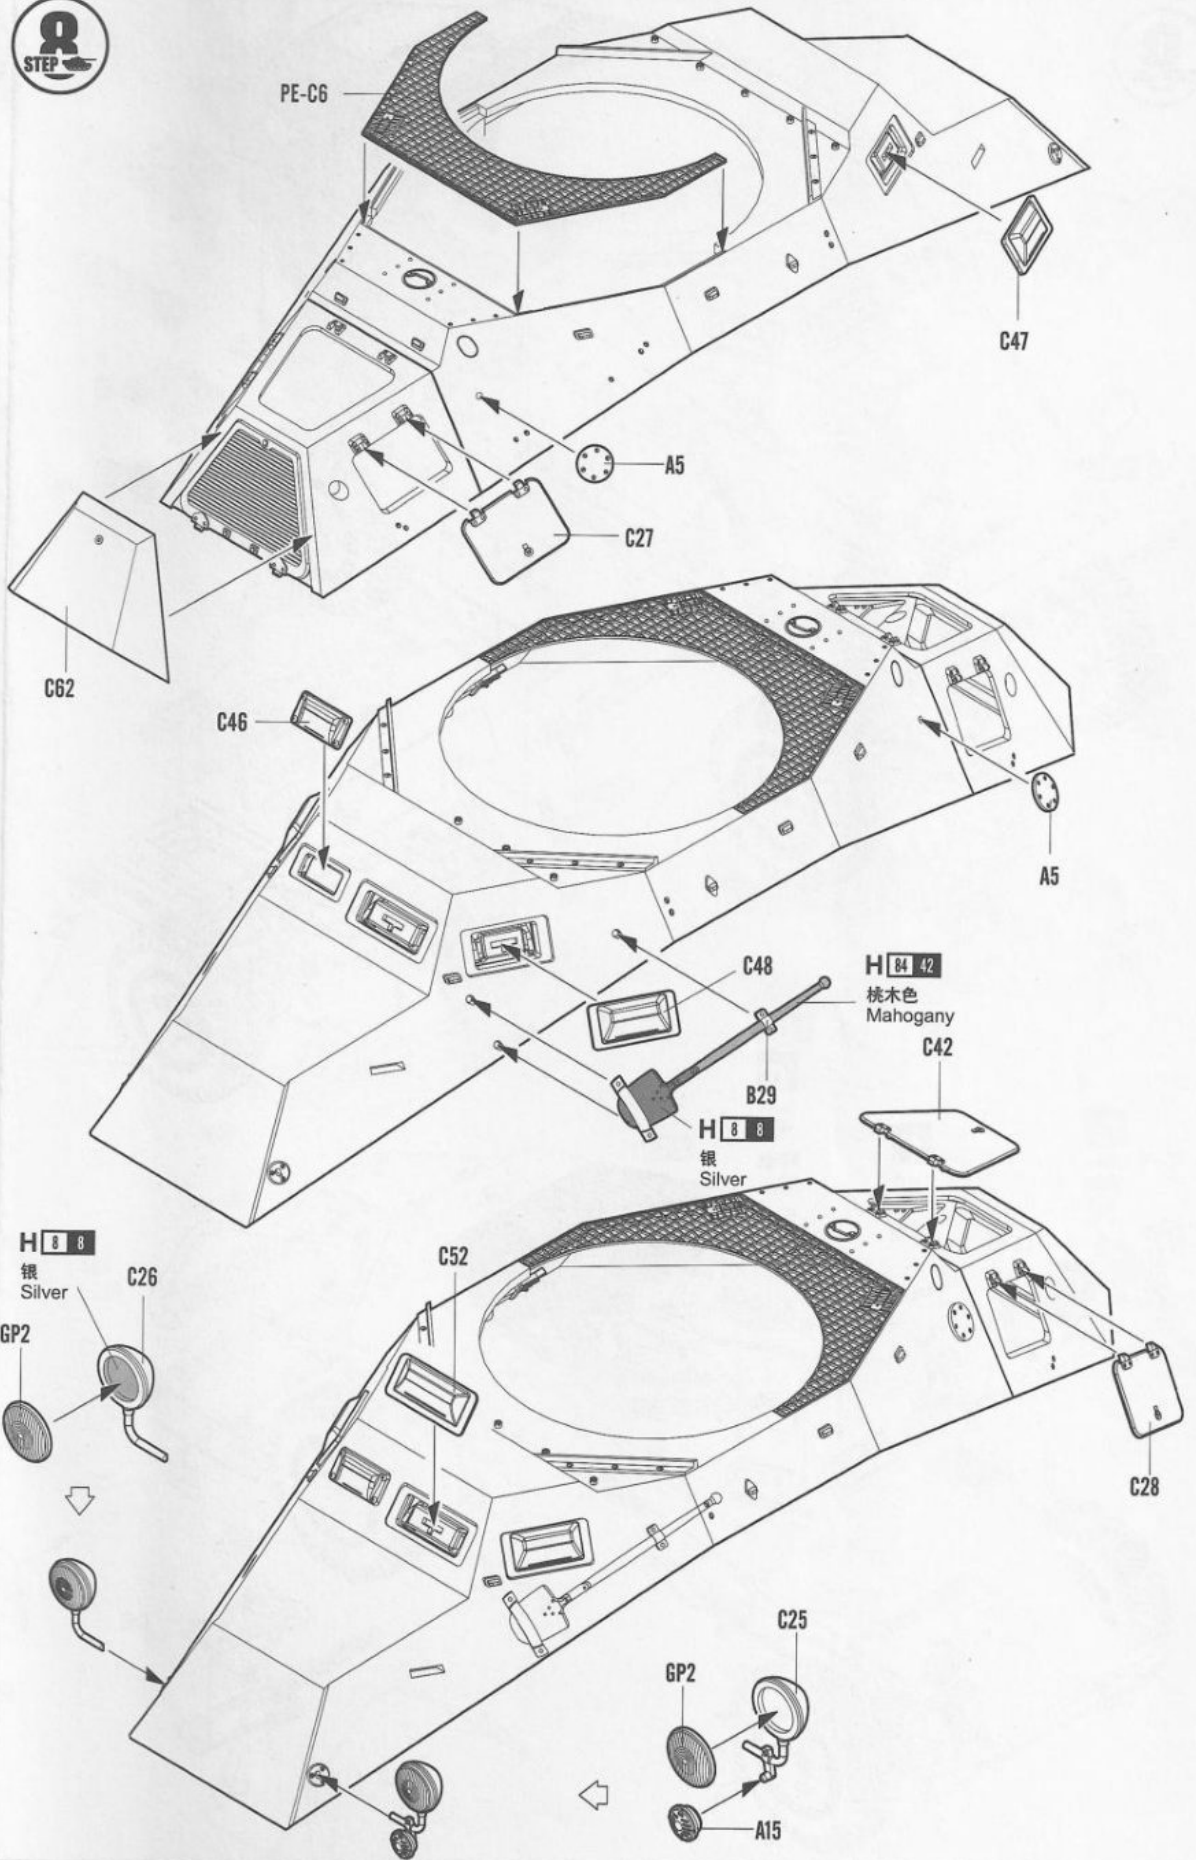 8
STEP
PE-C6
C47
A5
C27
C62
C46
A5
C48
H 84 42
桃木色
Mahogany
B29
C42
H 8 8
银
Silver
H 8 8
银
Silver
C26
GP2
C52
C28
C25
GP2
A15